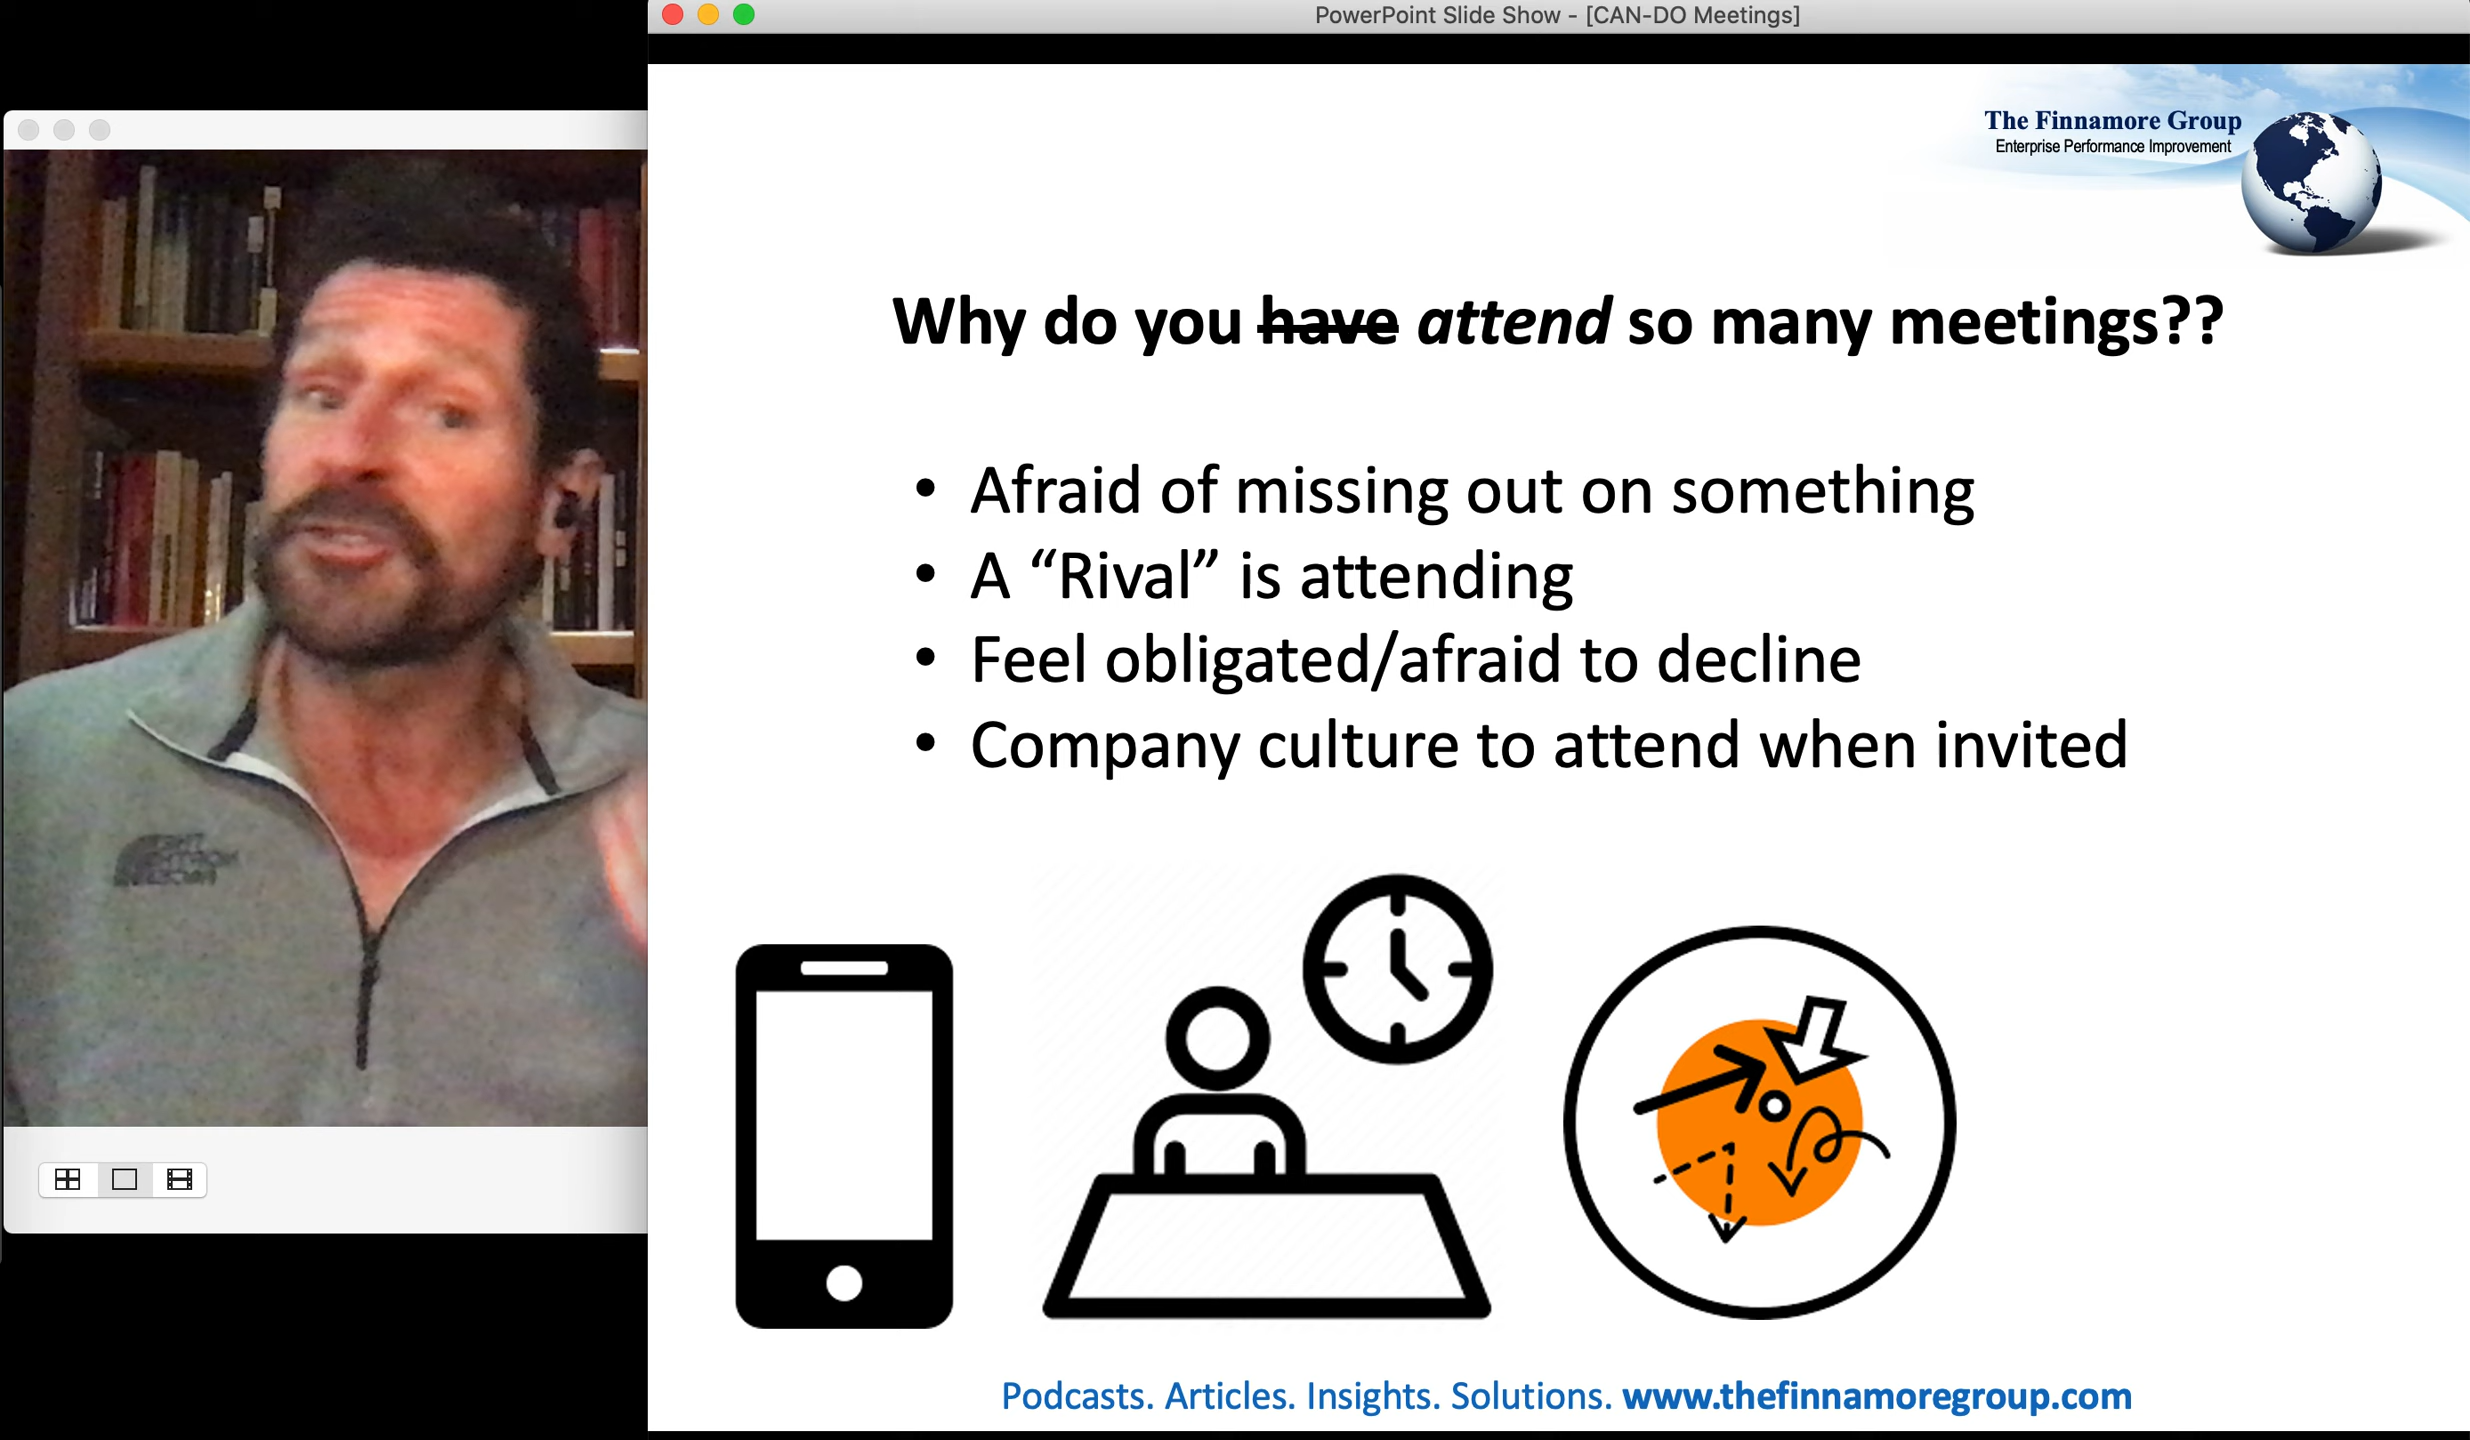 PowerPoint Slide Show - [CAN-DO Meetings]
The Finnamore Group
Enterprise Performance Improvement
Why do you have attend so many meetings??
• Afraid of missing out on something
• A “Rival” is attending
• Feel obligated/afraid to decline
• Company culture to attend when invited
Podcasts. Articles. Insights. Solutions. www.thefinnamoregroup.com